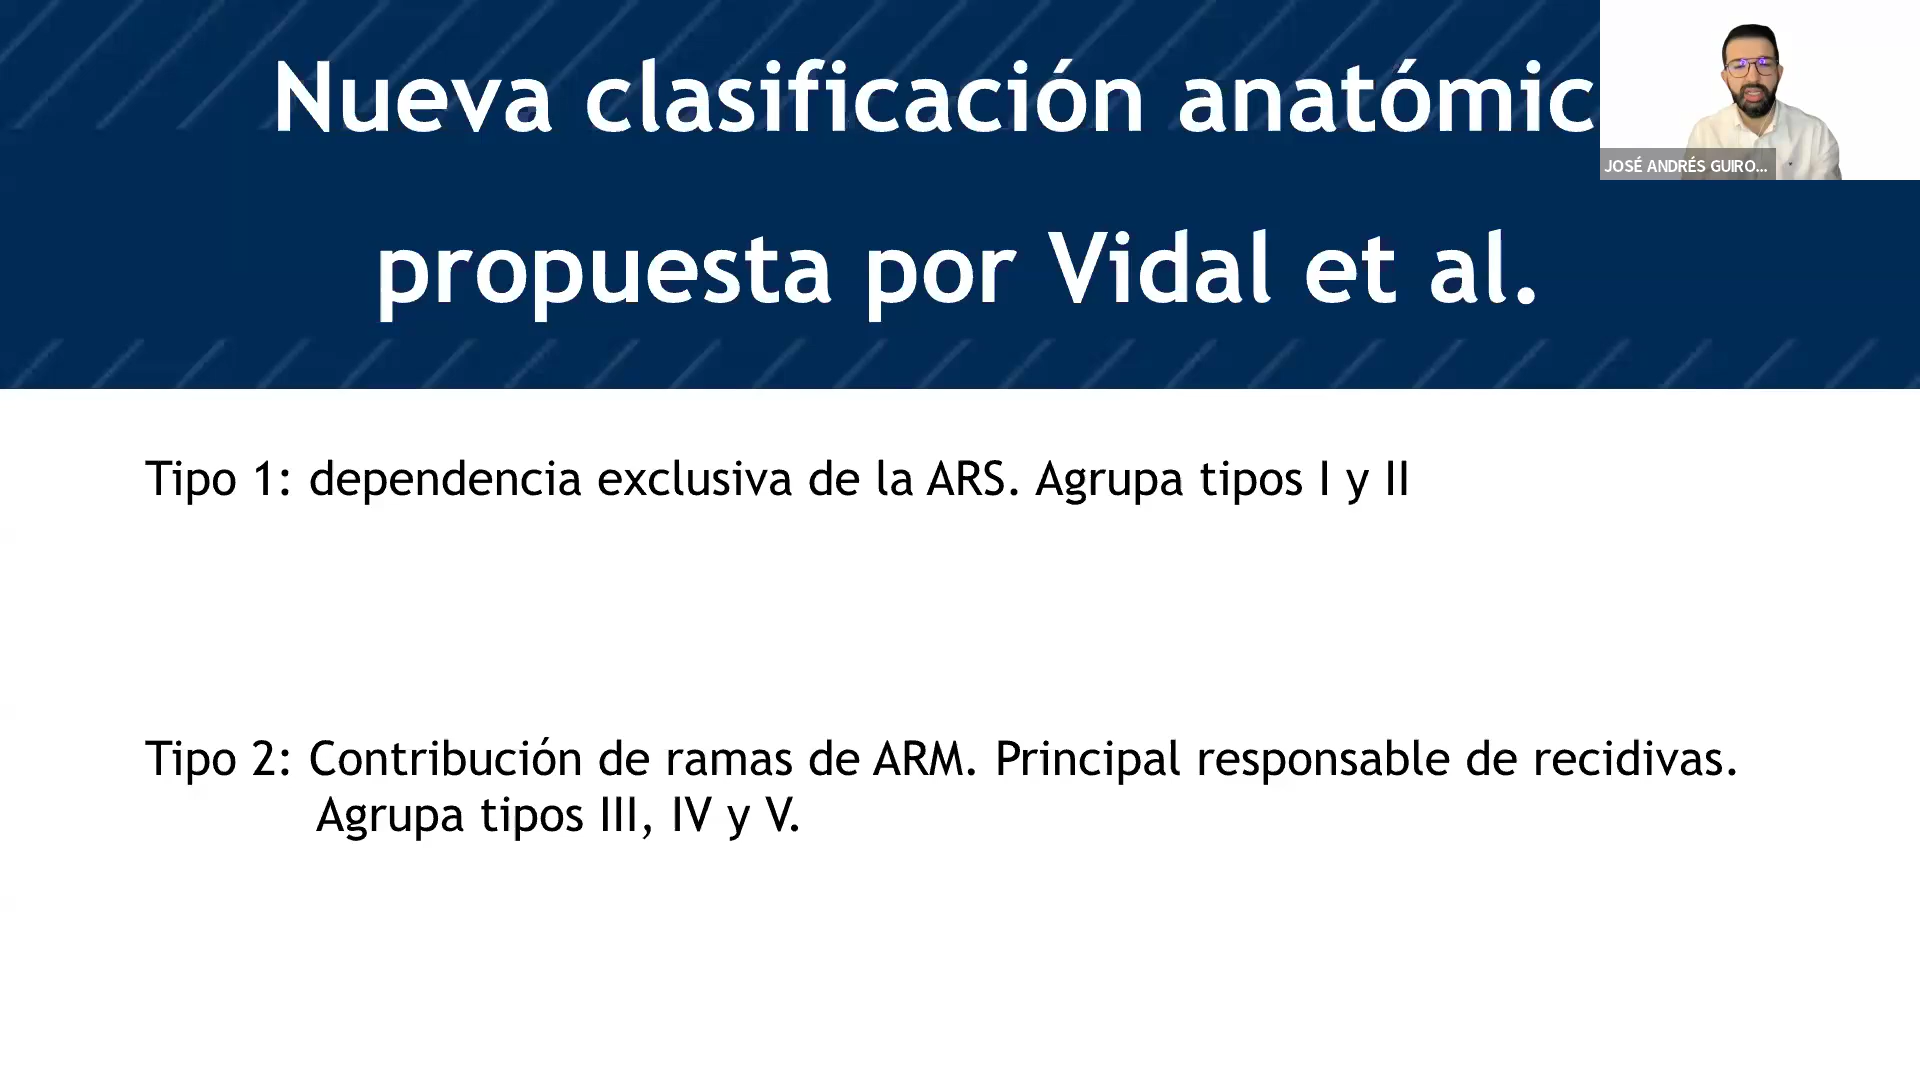 Nueva clasificación anatómic
propuesta por Vidal et al.
JOSÉ ANDRÉS GUIRO...
Tipo 1: dependencia exclusiva de la ARS. Agrupa tipos I y II
Tipo 2: Contribución de ramas de ARM. Principal responsable de recidivas.
Agrupa tipos III, IV y V.